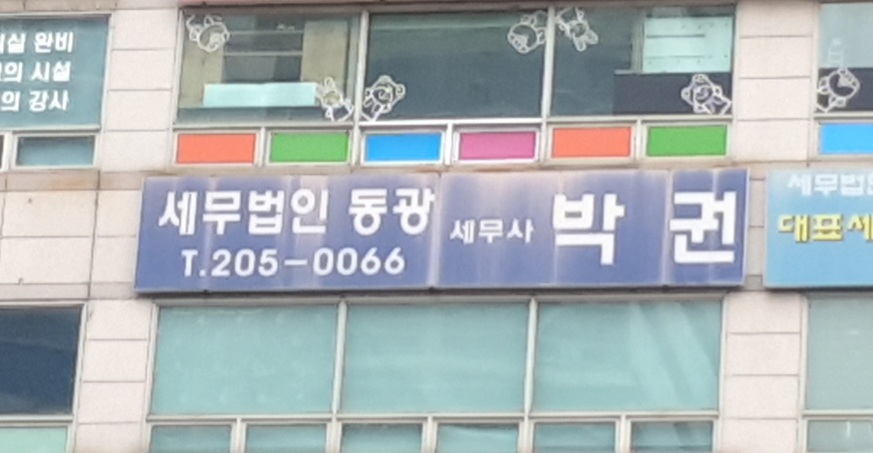 시설 완비
의 시설
의 강사
세무법인 동광 세무사 박 권
T.205-0066
세무법인
대표세